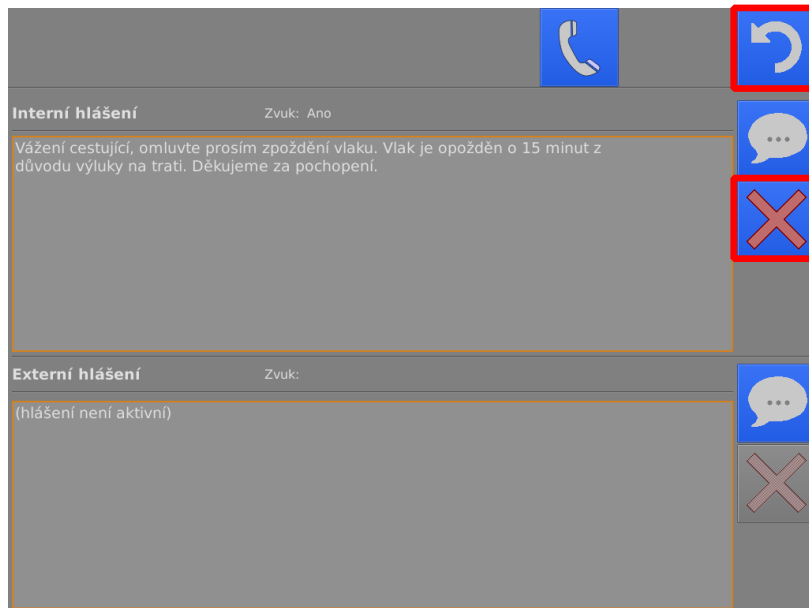 Interní hlášení Zvuk: Ano
Vážení cestující, omluvte prosím zpoždění vlaku. Vlak je opožděn o 15 minut z
důvodu výluky na trati. Děkujeme za pochopení.
Externí hlášení Zvuk:
(hlášení není aktivní)